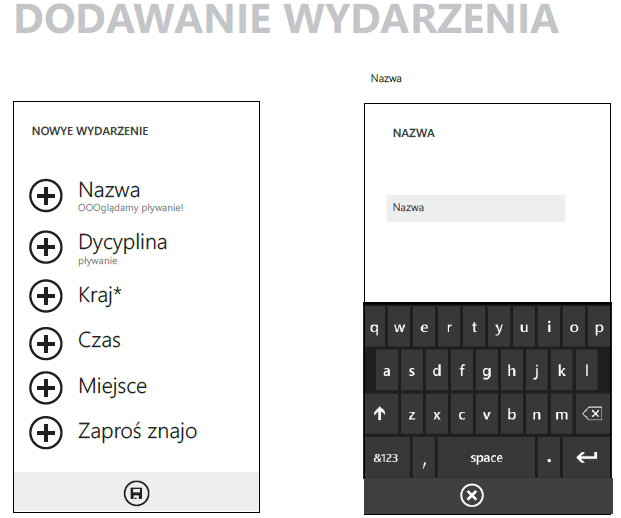 DODAWANIE WYDARZENIA
NOWYE WYDARZENIE
Nazwa
OOOglądamy pływanie!
Dycyplina
pływanie
Kraj*
Czas
Miejsce
Zaproś znajo
Nazwa
NAZWA
Nazwa
q w e r t y u i o p
a s d f g h j k l
z x c v b n m
&123 , space .